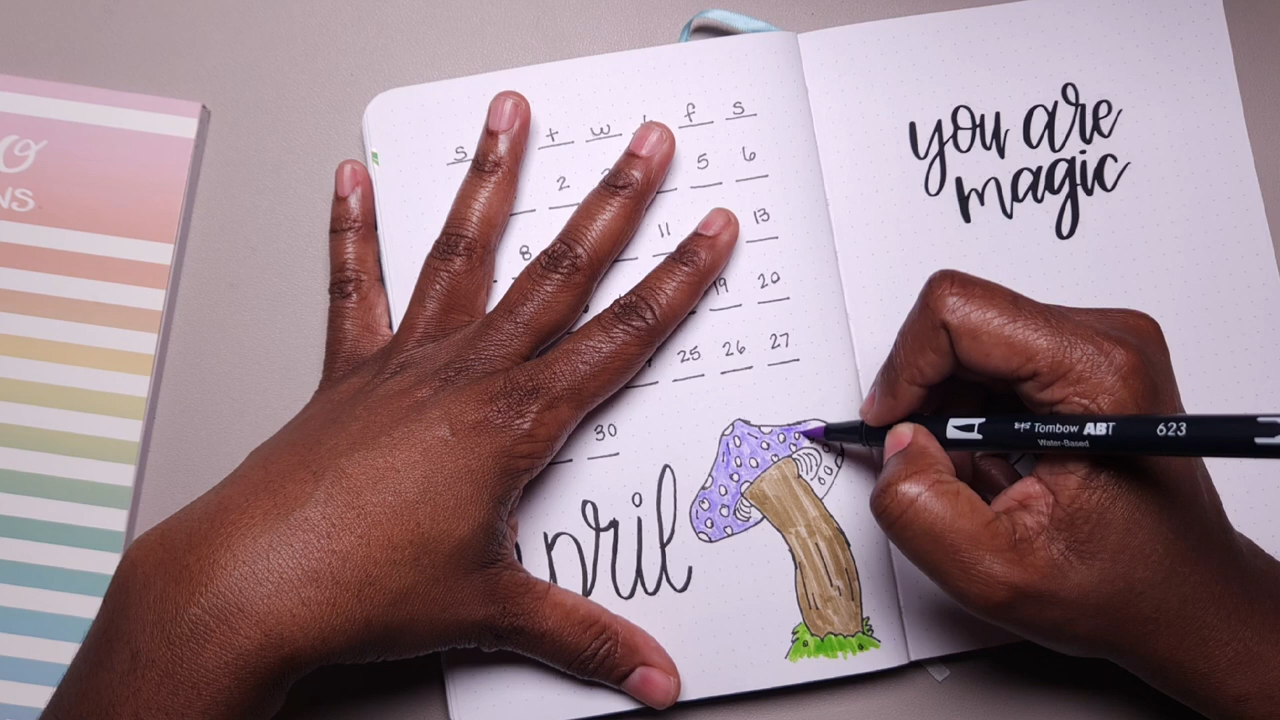 O
NS
s t w f s
2 5 6
8 11 13
19 20
25 26 27
30
pril
you are
magic
Tombow ABT 623
Water-Based